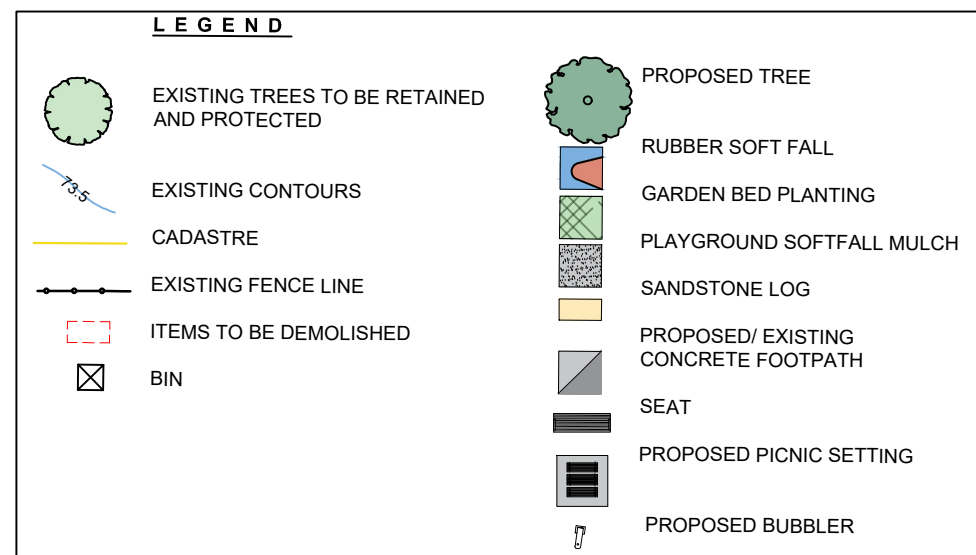 LEGEND
EXISTING TREES TO BE RETAINED
AND PROTECTED
73.5
EXISTING CONTOURS
CADASTRE
EXISTING FENCE LINE
ITEMS TO BE DEMOLISHED
BIN
PROPOSED TREE
RUBBER SOFT FALL
GARDEN BED PLANTING
PLAYGROUND SOFTFALL MULCH
SANDSTONE LOG
PROPOSED/ EXISTING
CONCRETE FOOTPATH
SEAT
PROPOSED PICNIC SETTING
PROPOSED BUBBLER